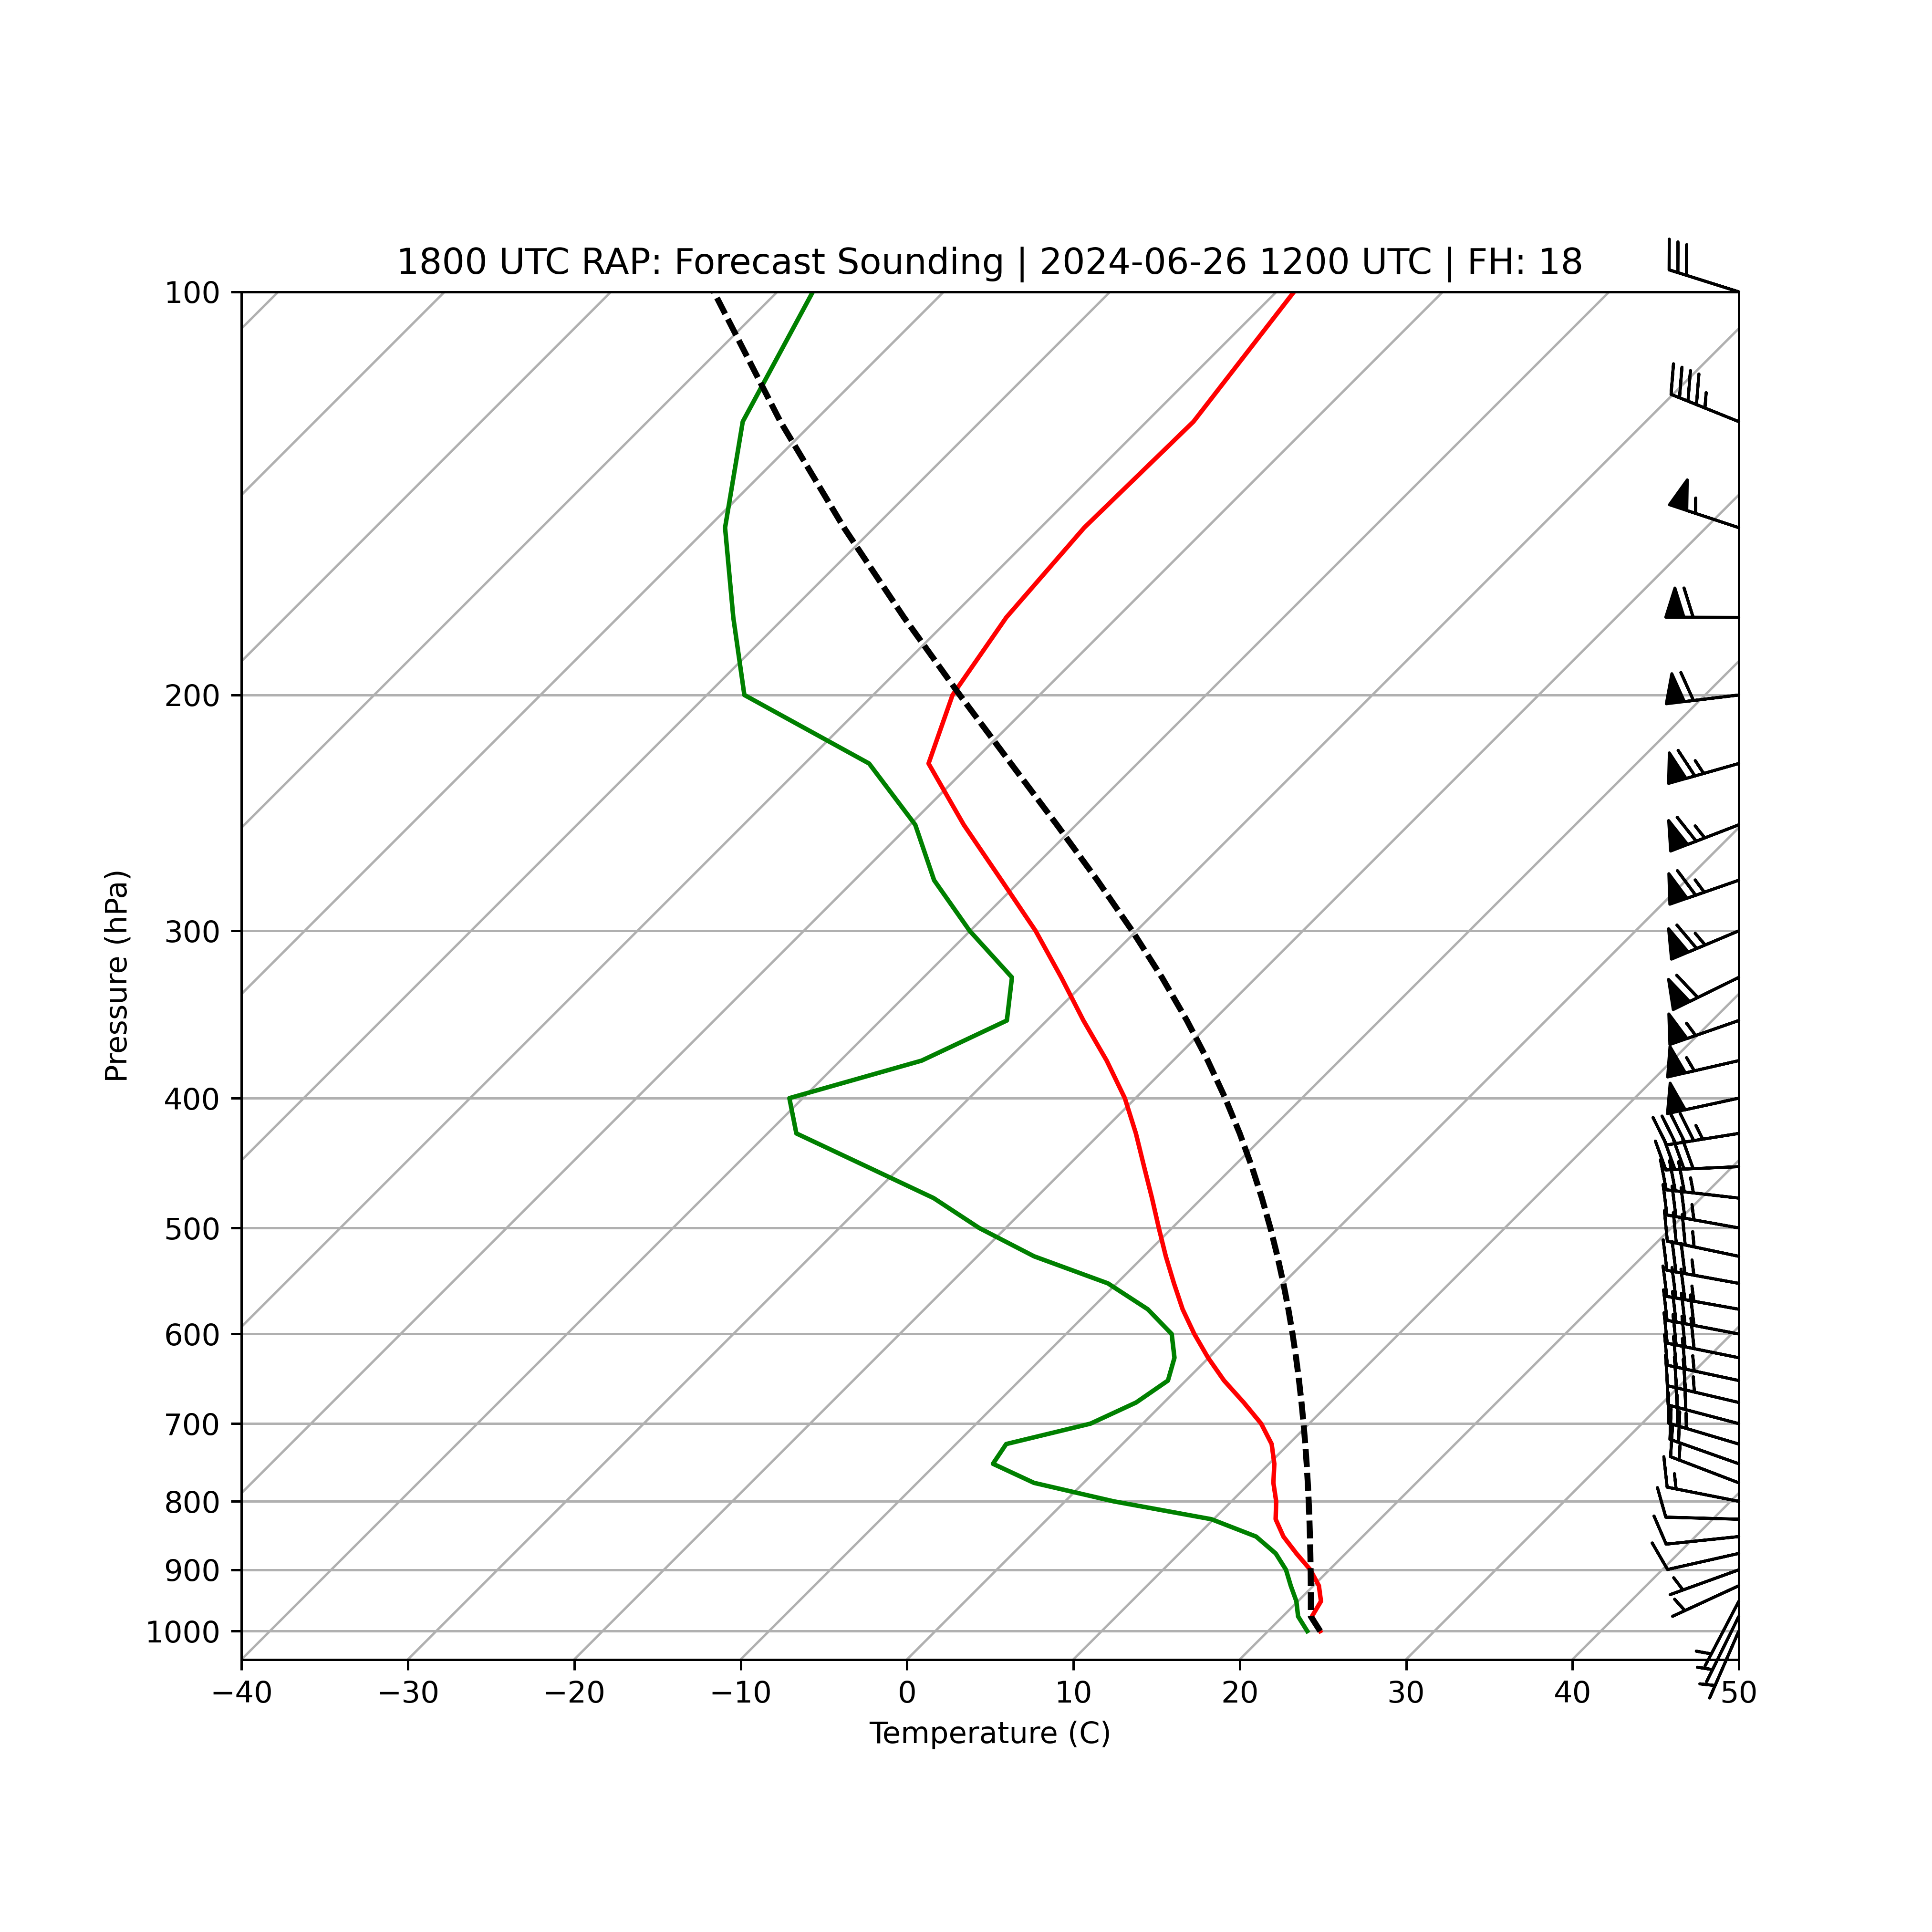 1800 UTC RAP: Forecast Sounding | 2024-06-26 1200 UTC | FH: 18
100
200
300
400
500
600
700
800
900
1000
Pressure (hPa)
−40 −30 −20 −10 0 10 20 30 40 50
Temperature (C)